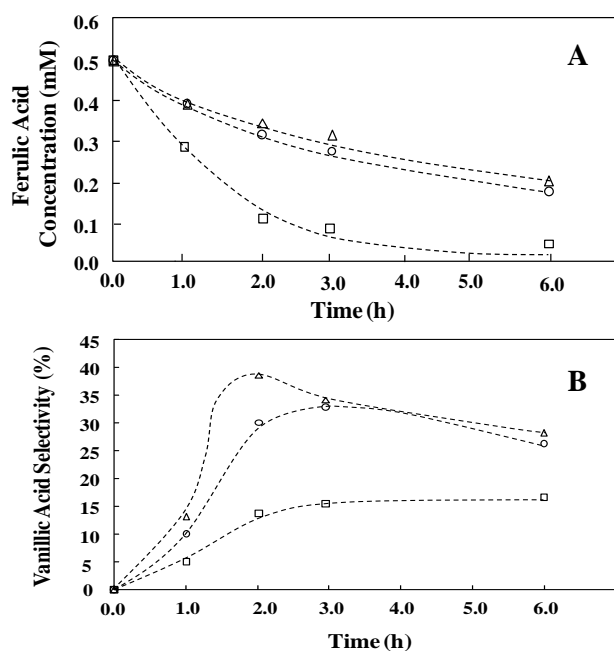 A
Ferulic Acid
Concentration (mM)
0.6
0.5
0.4
0.3
0.2
0.1
0.0
0.0 1.0 2.0 3.0 4.0 5.0 6.0
Time (h)
B
Vanillic Acid Selectivity (%)
45
40
35
30
25
20
15
10
5
0
0.0 1.0 2.0 3.0 4.0 5.0 6.0
Time (h)